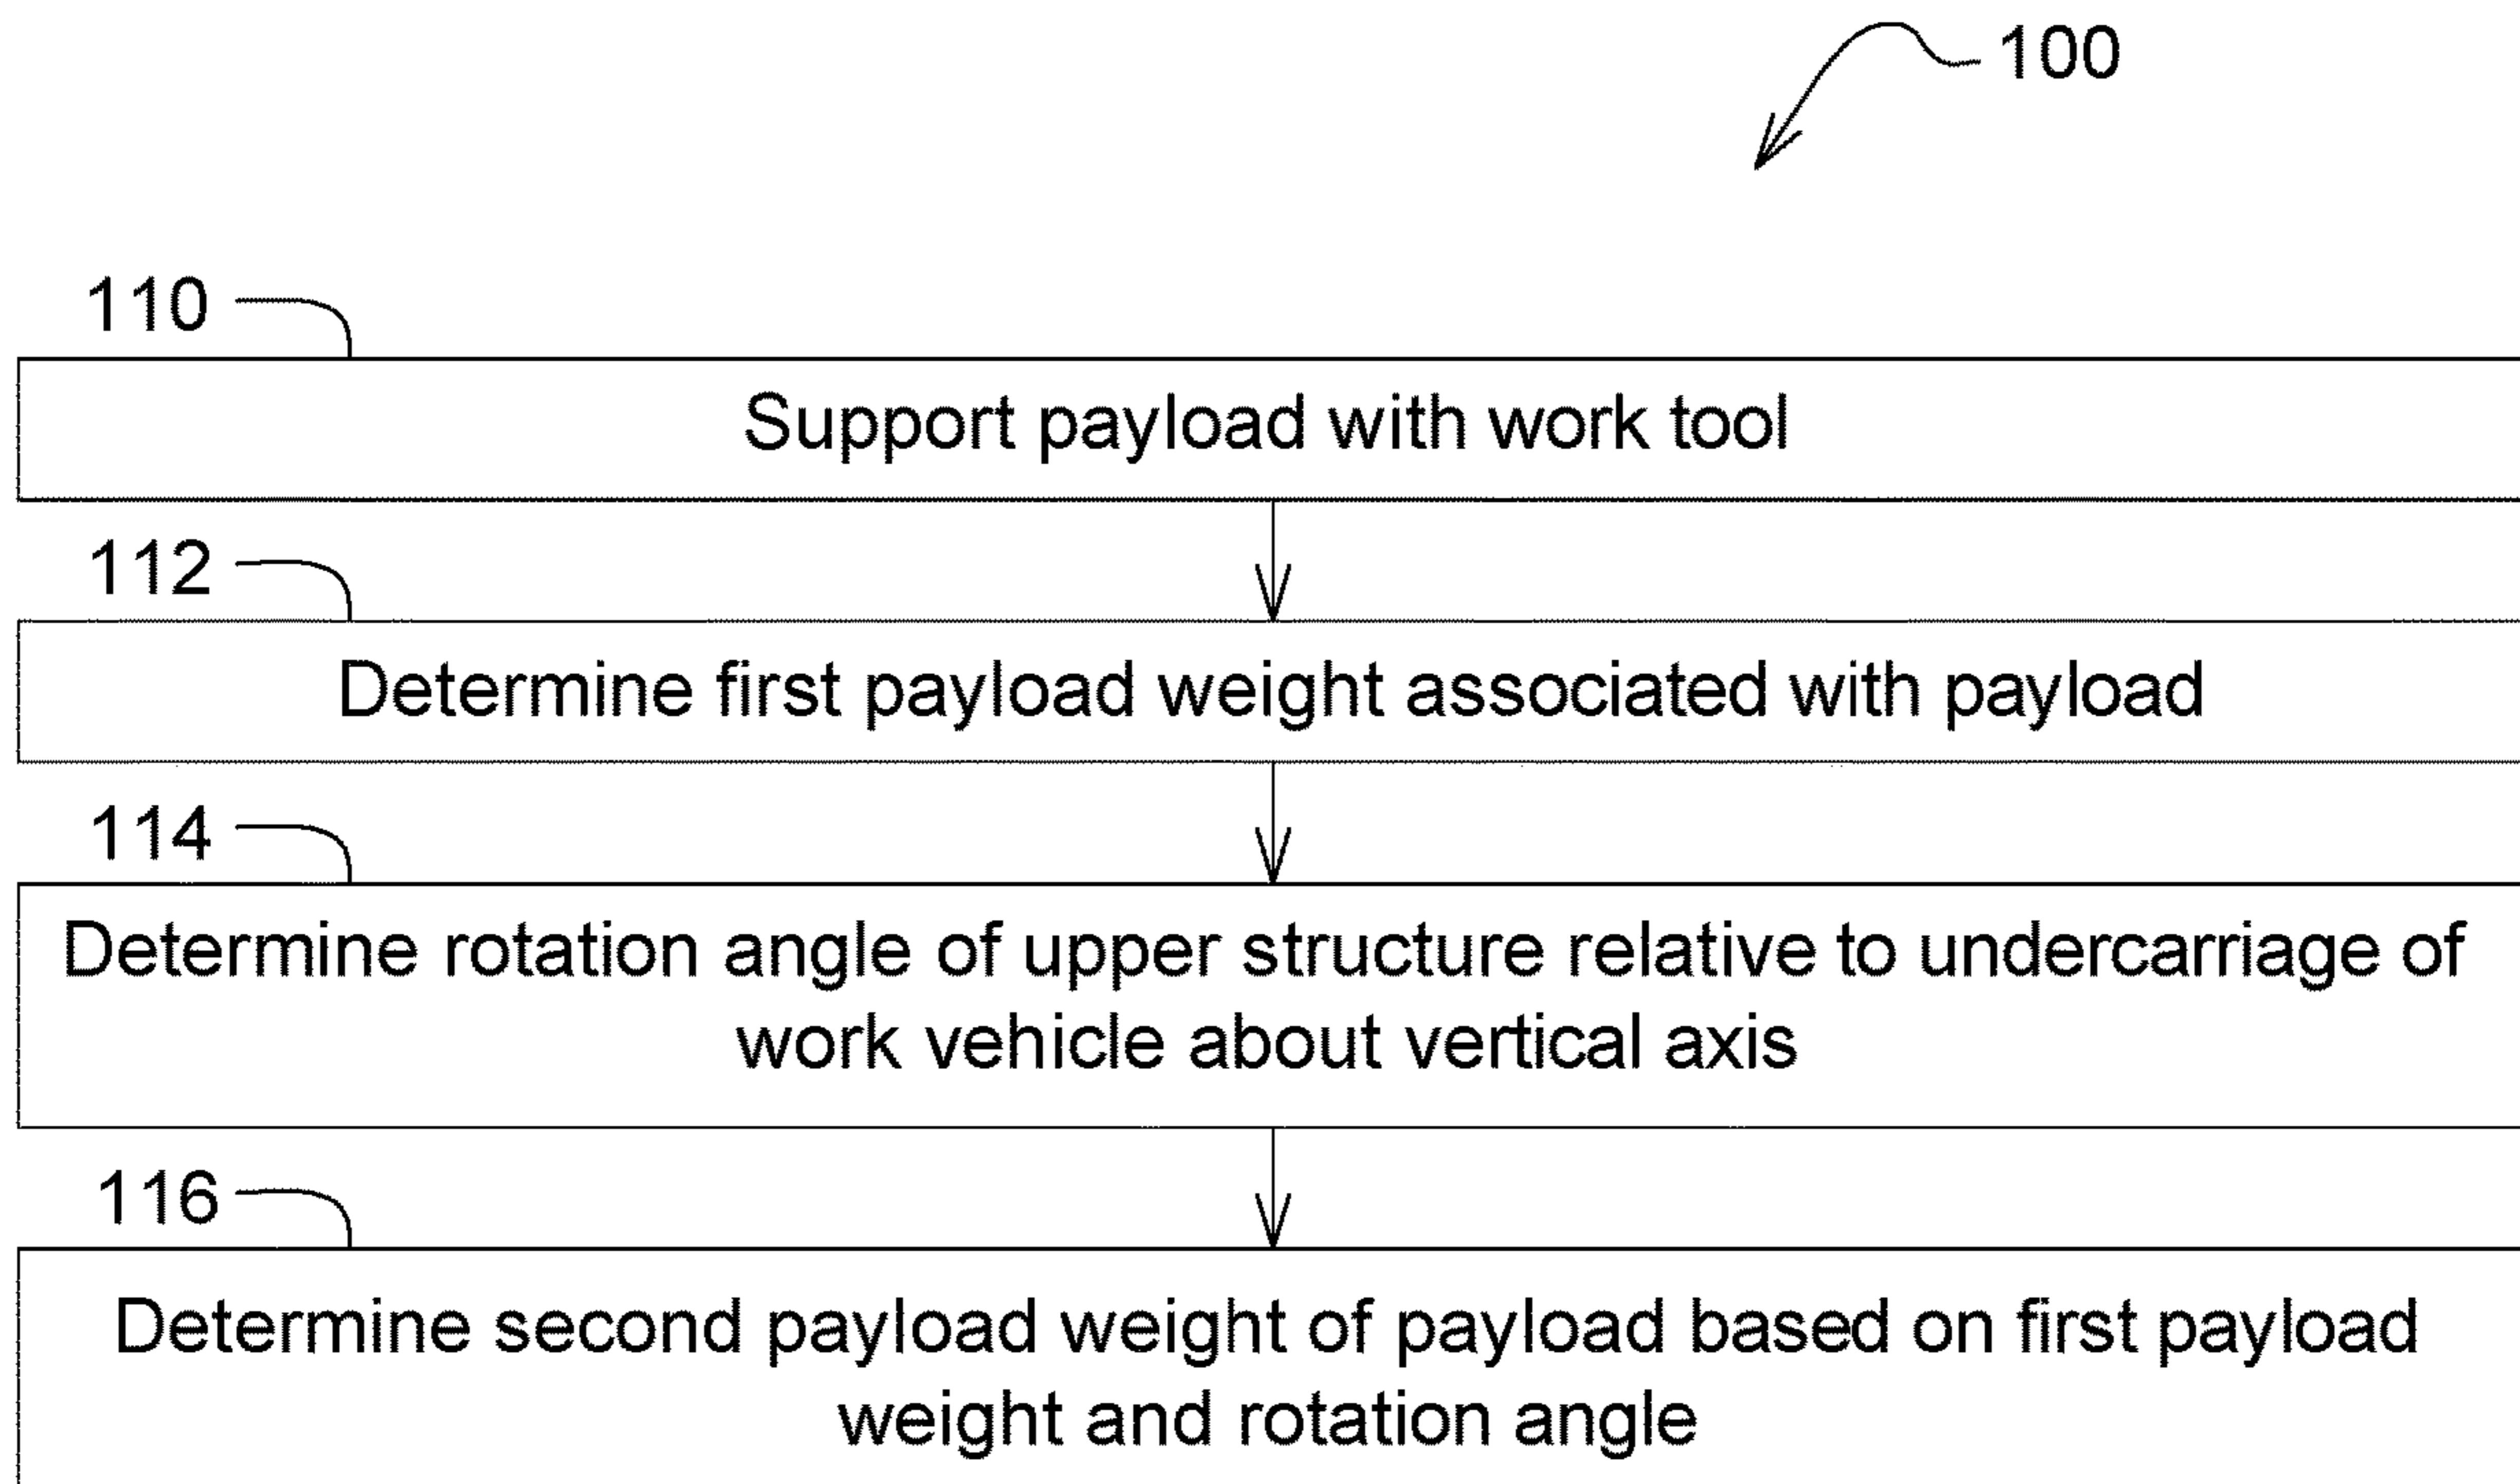 100
110
Support payload with work tool
112
Determine first payload weight associated with payload
114
Determine rotation angle of upper structure relative to undercarriage of
work vehicle about vertical axis
116
Determine second payload weight of payload based on first payload
weight and rotation angle